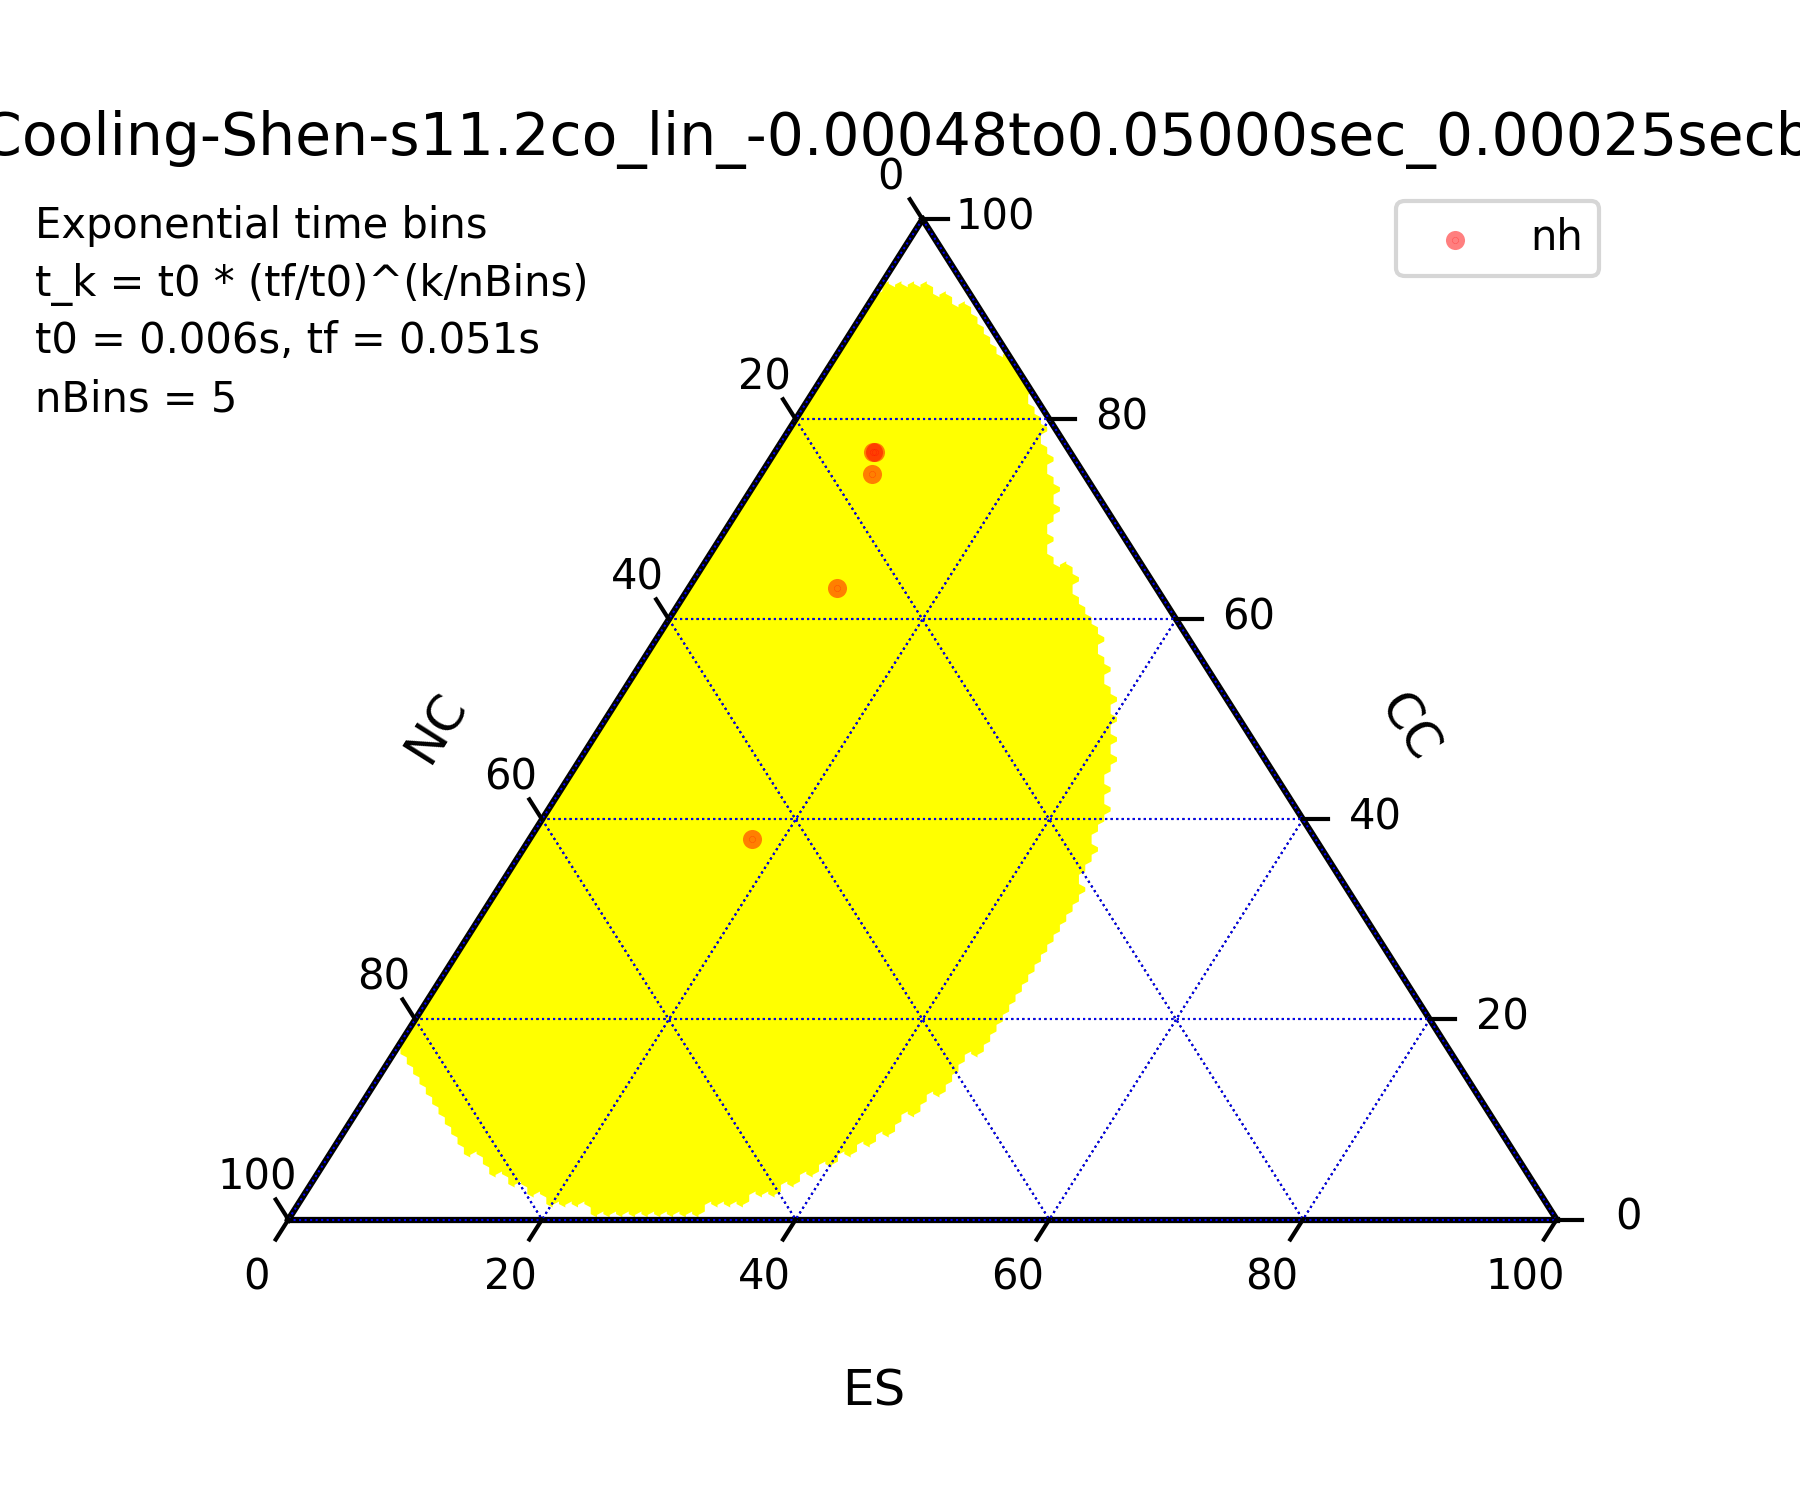 Cooling-Shen-s11.2co_lin_-0.00048to0.05000sec_0.00025secb
Exponential time bins
t_k = t0 * (tf/t0)^(k/nBins)
t0 = 0.006s, tf = 0.051s
nBins = 5
nh
0
100
20
80
40
60
NC
CC
60
40
80
20
100
0
0
20
40
60
80
100
ES